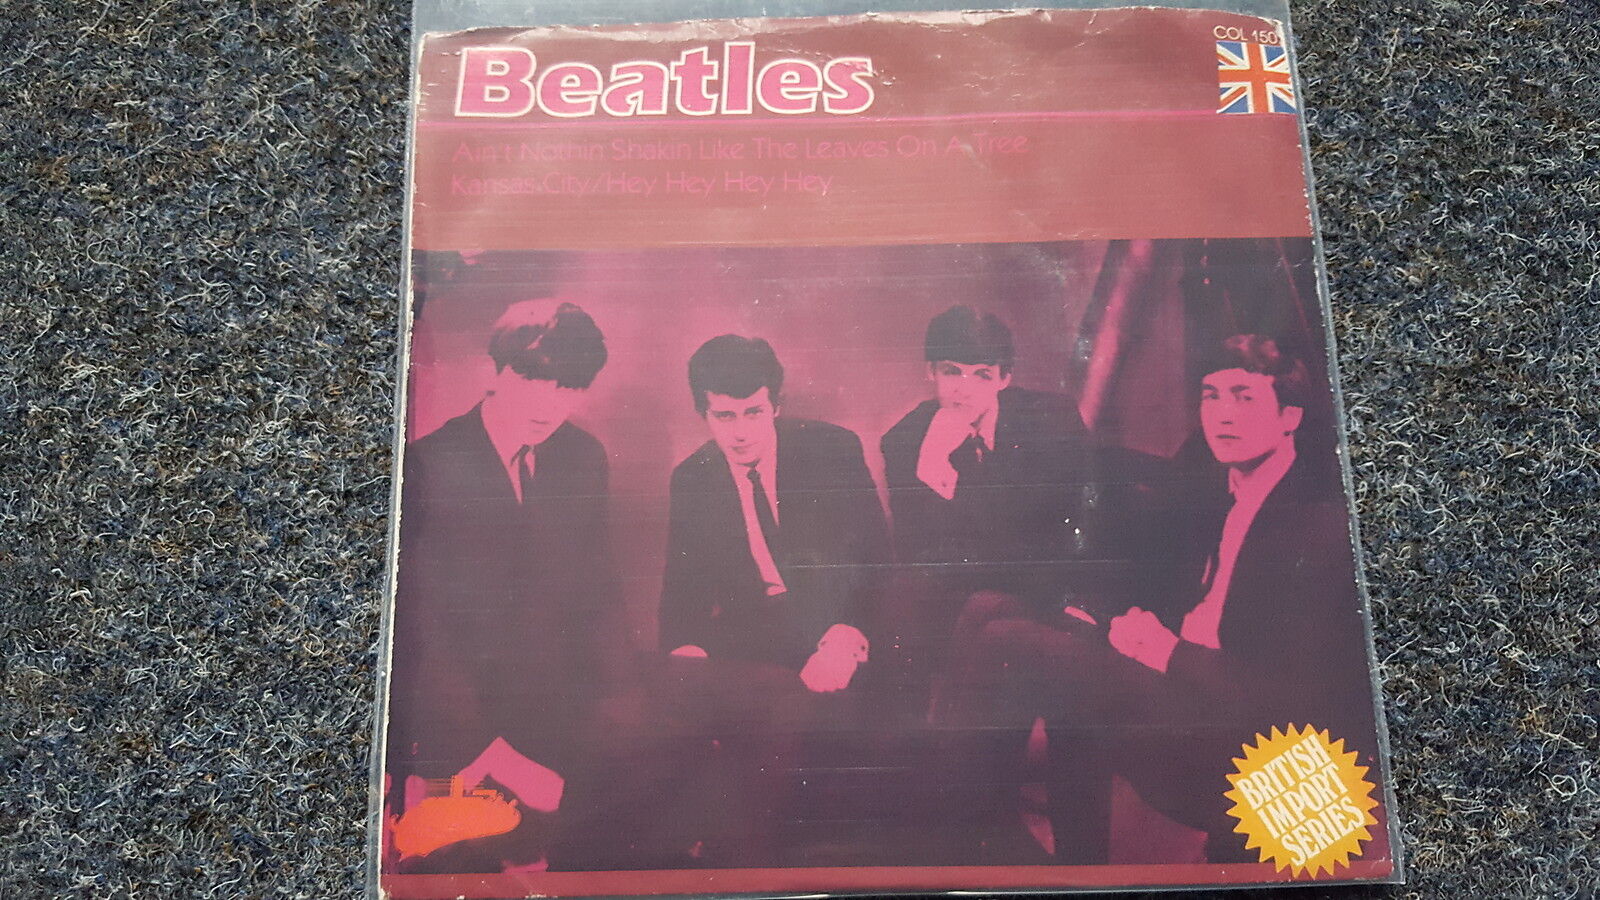 Beatles
COL 150
Ain't Nothin Shakin Like The Leaves On A Tree
Kansas City/Hey Hey Hey Hey
BRITISH
IMPORT
SERIES